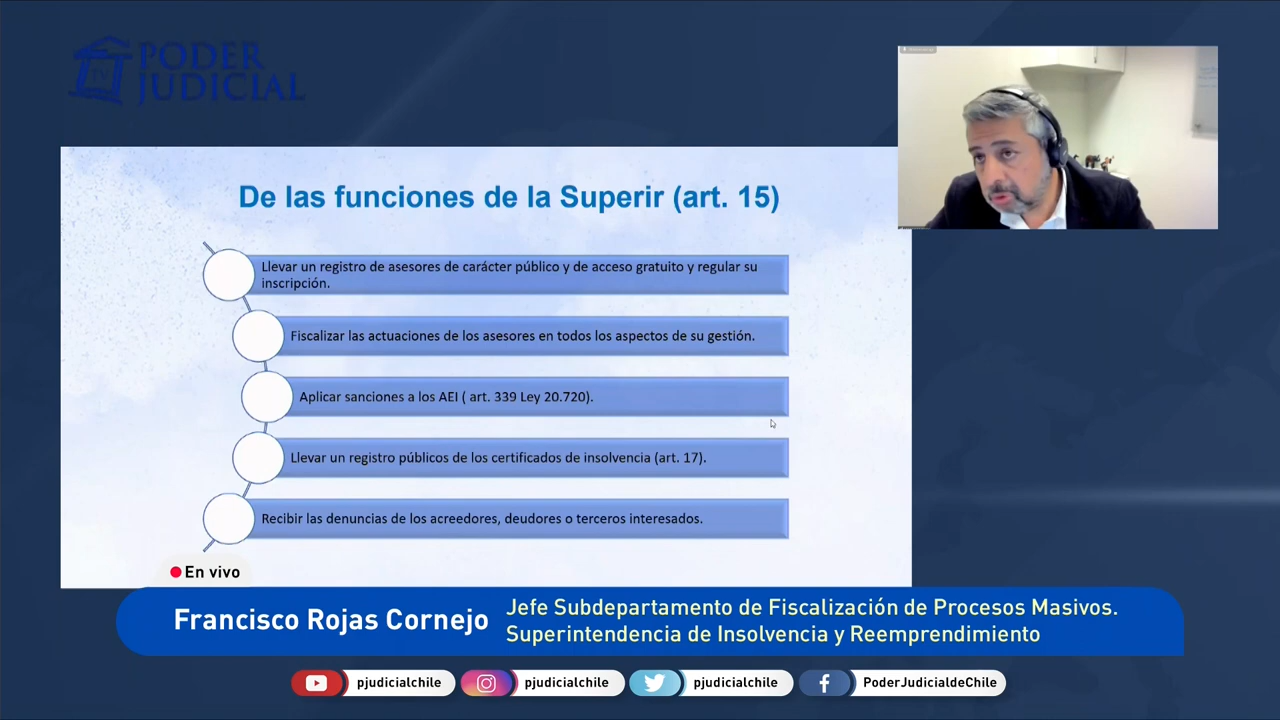 PODER
JUDICIAL
TV
De las funciones de la Superir (art. 15)
Llevar un registro de asesores de carácter público y de acceso gratuito y regular su
inscripción.
Fiscalizar las actuaciones de los asesores en todos los aspectos de su gestión.
Aplicar sanciones a los AEI ( art. 339 Ley 20.720).
Llevar un registro públicos de los certificados de insolvencia (art. 17).
Recibir las denuncias de los acreedores, deudores o terceros interesados.
En vivo
Francisco Rojas Cornejo
Jefe Subdepartamento de Fiscalización de Procesos Masivos.
Superintendencia de Insolvencia y Reemprendimiento
pjudicialchile
pjudicialchile
pjudicialchile
PoderJudicialdeChile